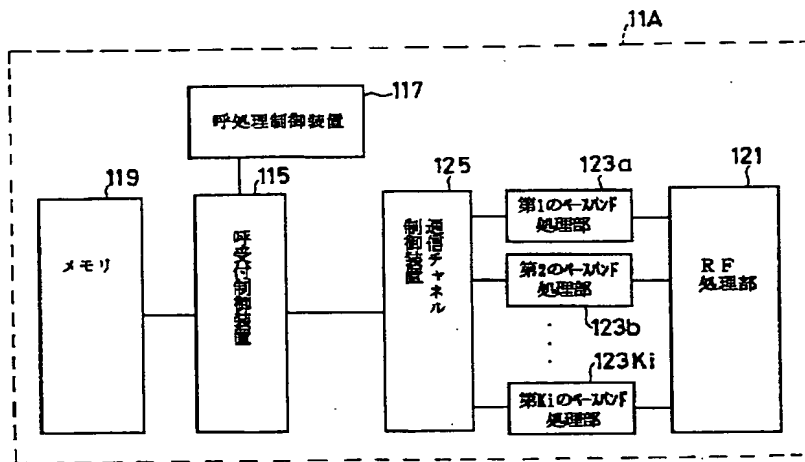 11A
117
呼処理制御装置
119
115
125
123a
121
メモリ
呼受付制御装置
通信チャネル
制御装置
第1のベースバンド
処理部
第2のベースバンド
処理部
123b
123Ki
第Kiのベースバンド
処理部
RF
処理部